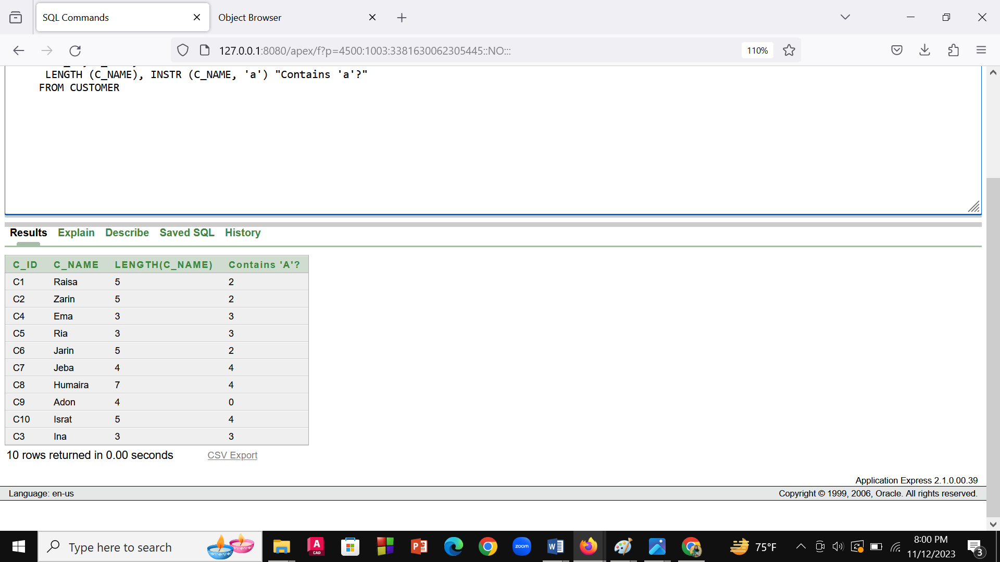 SQL Commands
Object Browser
127.0.0.1:8080/apex/f?p=4500:1003:3381630062305445::NO:::
110%
LENGTH (C_NAME), INSTR (C_NAME, 'a') "Contains 'a'?"
FROM CUSTOMER
Results Explain Describe Saved SQL History
C_ID C_NAME LENGTH(C_NAME) Contains 'A'?
C1 Raisa 5 2
C2 Zarin 5 2
C4 Ema 3 3
C5 Ria 3 3
C6 Jarin 5 2
C7 Jeba 4 4
C8 Humaira 7 4
C9 Adon 4 0
C10 Israt 5 4
C3 Ina 3 3
10 rows returned in 0.00 seconds CSV Export
Application Express 2.1.0.00.39
Language: en-us Copyright © 1999, 2006, Oracle. All rights reserved.
Type here to search
A
CAD
P
zoom
W
75°F
8:00 PM
11/12/2023
3